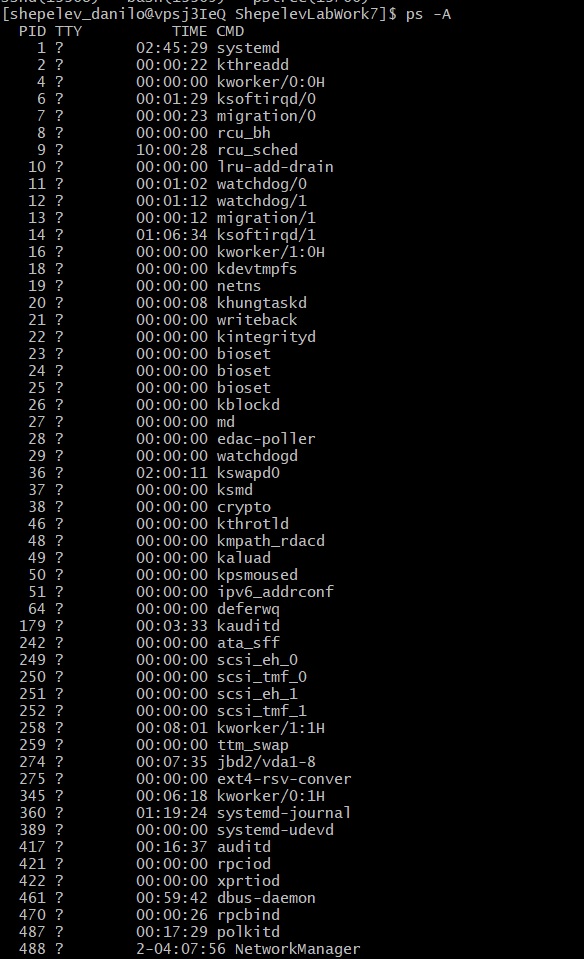 [shepelev_danilo@vpsj3IeQ ShepelevLabWork7]$ ps -A
PID TTY TIME CMD
1 ? 02:45:29 systemd
2 ? 00:00:22 kthreadd
4 ? 00:00:00 kworker/0:0H
6 ? 00:01:29 ksoftirqd/0
7 ? 00:00:23 migration/0
8 ? 00:00:00 rcu_bh
9 ? 10:00:28 rcu_sched
10 ? 00:00:00 lru-add-drain
11 ? 00:01:02 watchdog/0
12 ? 00:01:12 watchdog/1
13 ? 00:00:12 migration/1
14 ? 01:06:34 ksoftirqd/1
16 ? 00:00:00 kworker/1:0H
18 ? 00:00:00 kdevtmpfs
19 ? 00:00:00 netns
20 ? 00:00:08 khungtaskd
21 ? 00:00:00 writeback
22 ? 00:00:00 kintegrityd
23 ? 00:00:00 bioset
24 ? 00:00:00 bioset
25 ? 00:00:00 bioset
26 ? 00:00:00 kblockd
27 ? 00:00:00 md
28 ? 00:00:00 edac-poller
29 ? 00:00:00 watchdogd
36 ? 02:00:11 kswapd0
37 ? 00:00:00 ksmd
38 ? 00:00:00 crypto
46 ? 00:00:00 kthrotld
48 ? 00:00:00 kmpath_rdacd
49 ? 00:00:00 kaluad
50 ? 00:00:00 kpsmoused
51 ? 00:00:00 ipv6_addrconf
64 ? 00:00:00 deferwq
179 ? 00:03:33 kauditd
242 ? 00:00:00 ata_sff
249 ? 00:00:00 scsi_eh_0
250 ? 00:00:00 scsi_tmf_0
251 ? 00:00:00 scsi_eh_1
252 ? 00:00:00 scsi_tmf_1
258 ? 00:08:01 kworker/1:1H
259 ? 00:00:00 ttm_swap
274 ? 00:07:35 jbd2/vda1-8
275 ? 00:00:00 ext4-rsv-conver
345 ? 00:06:18 kworker/0:1H
360 ? 01:19:24 systemd-journal
389 ? 00:00:00 systemd-udevd
417 ? 00:16:37 auditd
421 ? 00:00:00 rpciod
422 ? 00:00:00 xprtiod
461 ? 00:59:42 dbus-daemon
470 ? 00:00:26 rpcbind
487 ? 00:17:29 polkitd
488 ? 2-04:07:56 NetworkManager